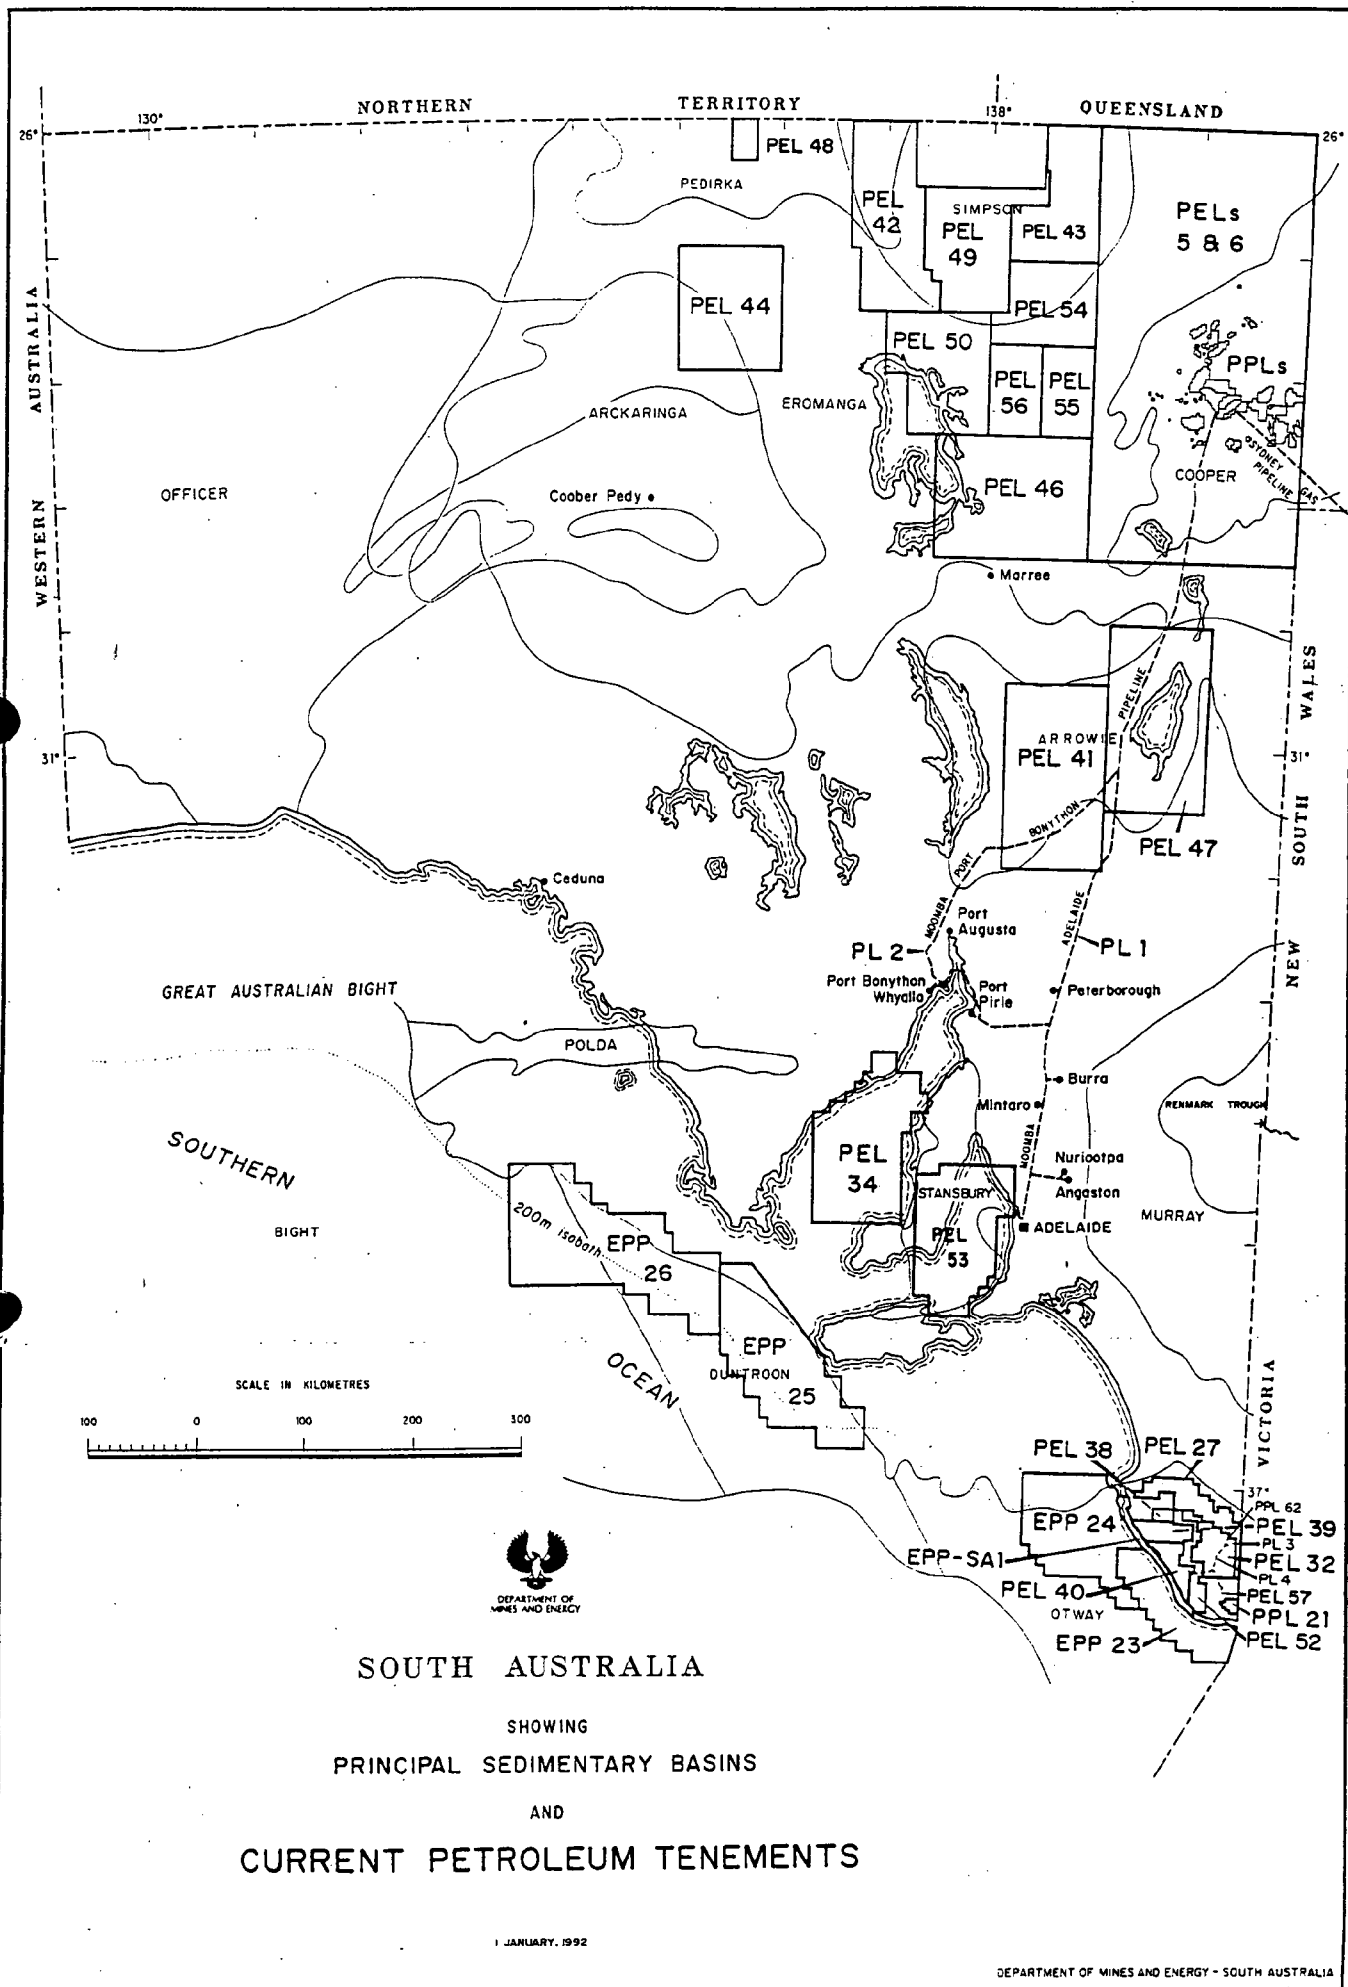 NORTHERN TERRITORY QUEENSLAND
130° 138°
26° 26°
PEL 48
PEDIRKA
PEL
42
SIMPSON
PEL
49
PEL 43
PELs
5 & 6
PEL 44
PEL 54
PEL 50
PPLs
PEL
56
PEL
55
WESTERN AUSTRALIA
ARCKARINGA
EROMANGA
OFFICER
Coober Pedy
PEL 46
COOPER
SYDNEY
PIPELINE GAS
Marree
NEW SOUTH WALES
31° 31°
ARROWIE
PEL 41
PIPELINE
PORT BONYTHON
PEL 47
Ceduna
MOOMBA
ADELAIDE
Port
Augusta
PL 2
PL 1
Port Bonython
Whyalla
Port
Pirie
Peterborough
GREAT AUSTRALIAN BIGHT
POLDA
Burra
Mintaro
RENMARK TROUGH
MOOMBA
SOUTHERN
PEL
34
Nuriootpa
Angaston
STANSBURY
MURRAY
ADELAIDE
BIGHT
200m isobath
EPP
26
PEL
53
EPP
DUNTROON
25
OCEAN
SCALE IN KILOMETRES
100 0 100 200 300
VICTORIA
PEL 38
PEL 27
37°
PPL 62
EPP 24
PEL 39
PL 3
EPP-SA1
PEL 32
PL 4
PEL 40
PEL 57
OTWAY
PPL 21
EPP 23
PEL 52
DEPARTMENT OF
MINES AND ENERGY
SOUTH AUSTRALIA
SHOWING
PRINCIPAL SEDIMENTARY BASINS
AND
CURRENT PETROLEUM TENEMENTS
1 JANUARY, 1992
DEPARTMENT OF MINES AND ENERGY - SOUTH AUSTRALIA